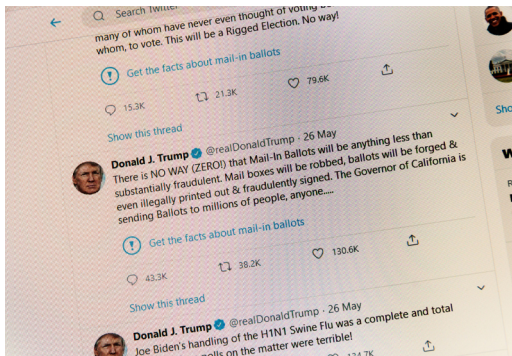 Search Twitter
many of whom have never even thought of voting
whom, to vote. This will be a Rigged Election. No way!
Get the facts about mail-in ballots
15.3K 21.3K 79.6K
Show this thread
Donald J. Trump @realDonaldTrump · 26 May
There is NO WAY (ZERO!) that Mail-In Ballots will be anything less than
substantially fraudulent. Mail boxes will be robbed, ballots will be forged &
even illegally printed out & fraudulently signed. The Governor of California is
sending Ballots to millions of people, anyone.....
Get the facts about mail-in ballots
43.3K 38.2K 130.6K
Show this thread
Donald J. Trump @realDonaldTrump · 26 May
Joe Biden's handling of the H1N1 Swine Flu was a complete and total
polls on the matter were terrible!